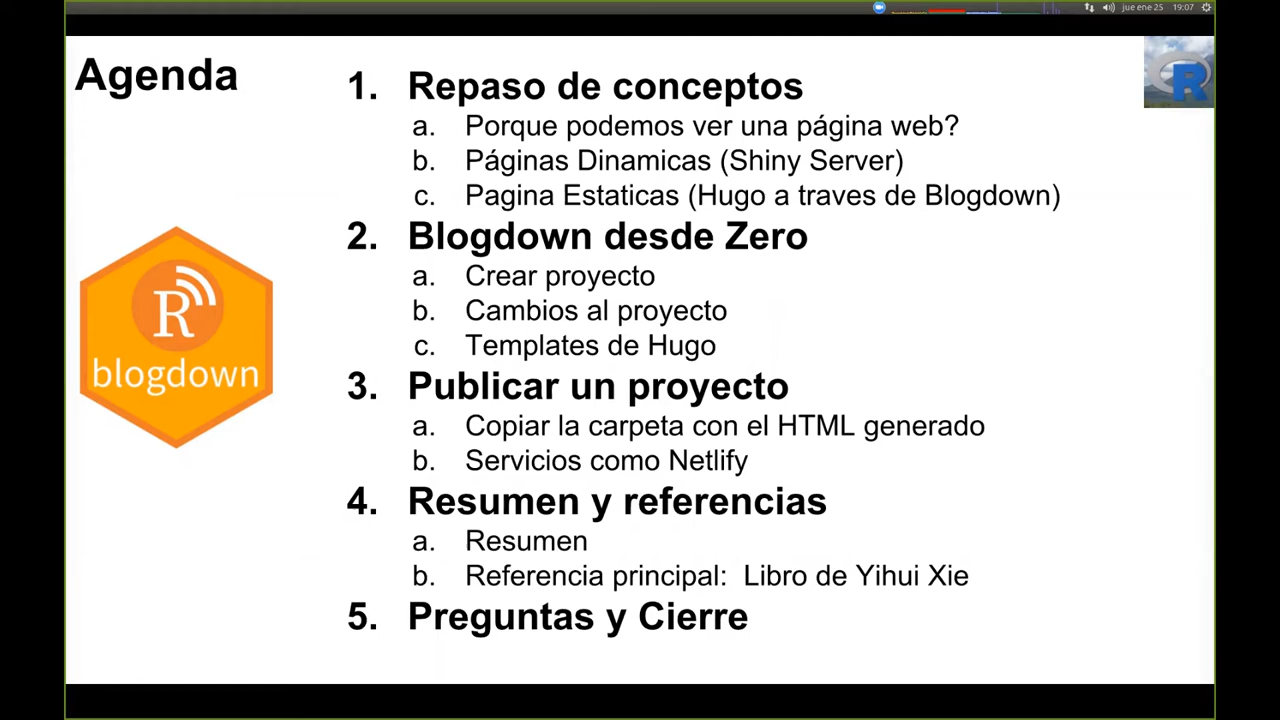 jue ene 25 19:07
Agenda
1. Repaso de conceptos
a. Porque podemos ver una página web?
b. Páginas Dinamicas (Shiny Server)
c. Pagina Estaticas (Hugo a traves de Blogdown)
2. Blogdown desde Zero
a. Crear proyecto
b. Cambios al proyecto
c. Templates de Hugo
3. Publicar un proyecto
a. Copiar la carpeta con el HTML generado
b. Servicios como Netlify
4. Resumen y referencias
a. Resumen
b. Referencia principal: Libro de Yihui Xie
5. Preguntas y Cierre
R
blogdown
R